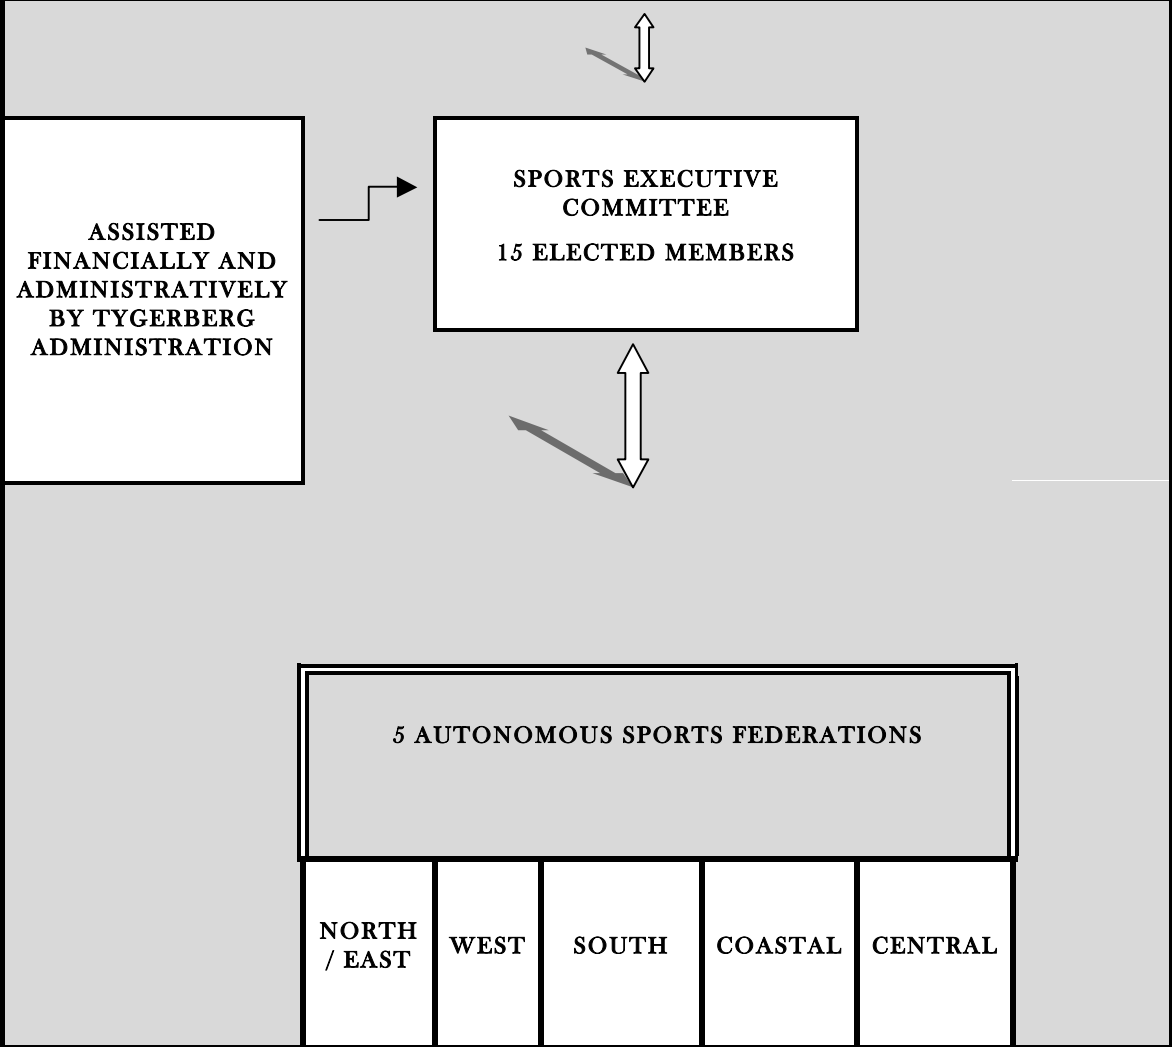 ASSISTED
FINANCIALLY AND
ADMINISTRATIVELY
BY TYGERBERG
ADMINISTRATION
SPORTS EXECUTIVE
COMMITTEE
15 ELECTED MEMBERS
5 AUTONOMOUS SPORTS FEDERATIONS
NORTH
/ EAST
WEST
SOUTH
COASTAL
CENTRAL